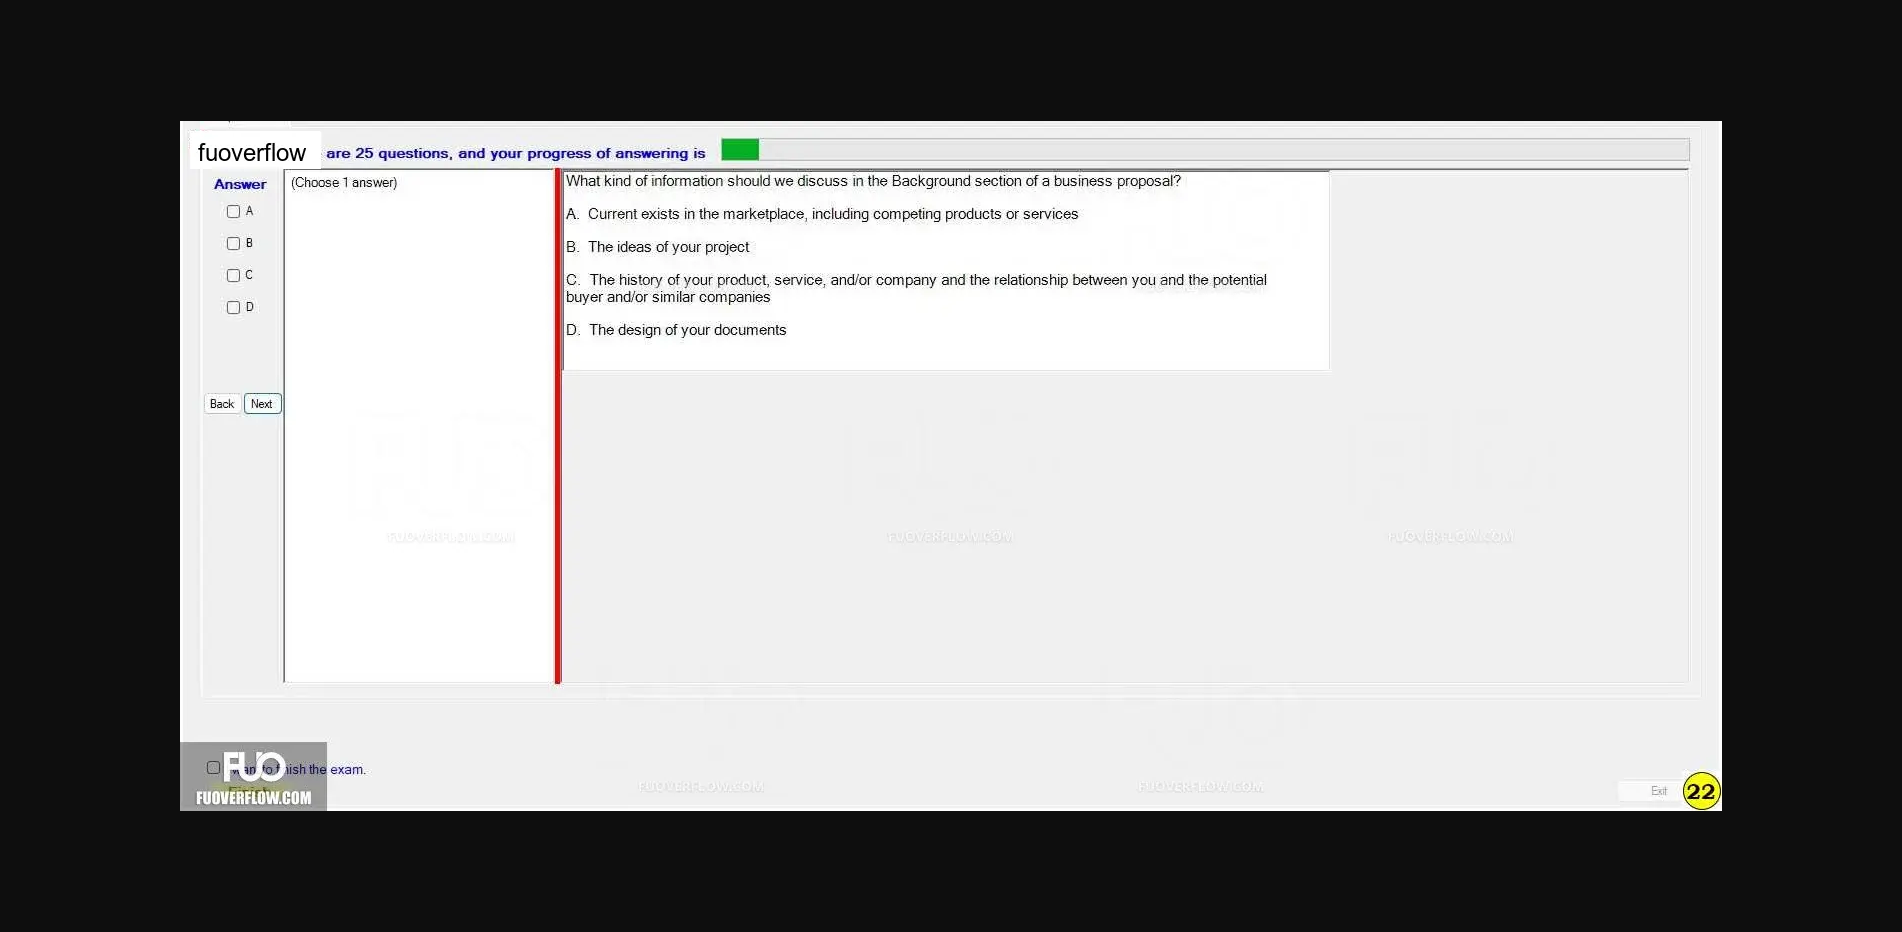 fuoverflow are 25 questions, and your progress of answering is
Answer
(Choose 1 answer)
A
B
C
D
Back Next
What kind of information should we discuss in the Background section of a business proposal?
A. Current exists in the marketplace, including competing products or services
B. The ideas of your project
C. The history of your product, service, and/or company and the relationship between you and the potential
buyer and/or similar companies
D. The design of your documents
FUOVERFLOW.COM FUOVERFLOW.COM FUOVERFLOW.COM
FUO
the exam.
FUOVERFLOW.COM
FUOVERFLOW.COM FUOVERFLOW.COM
Exit 22